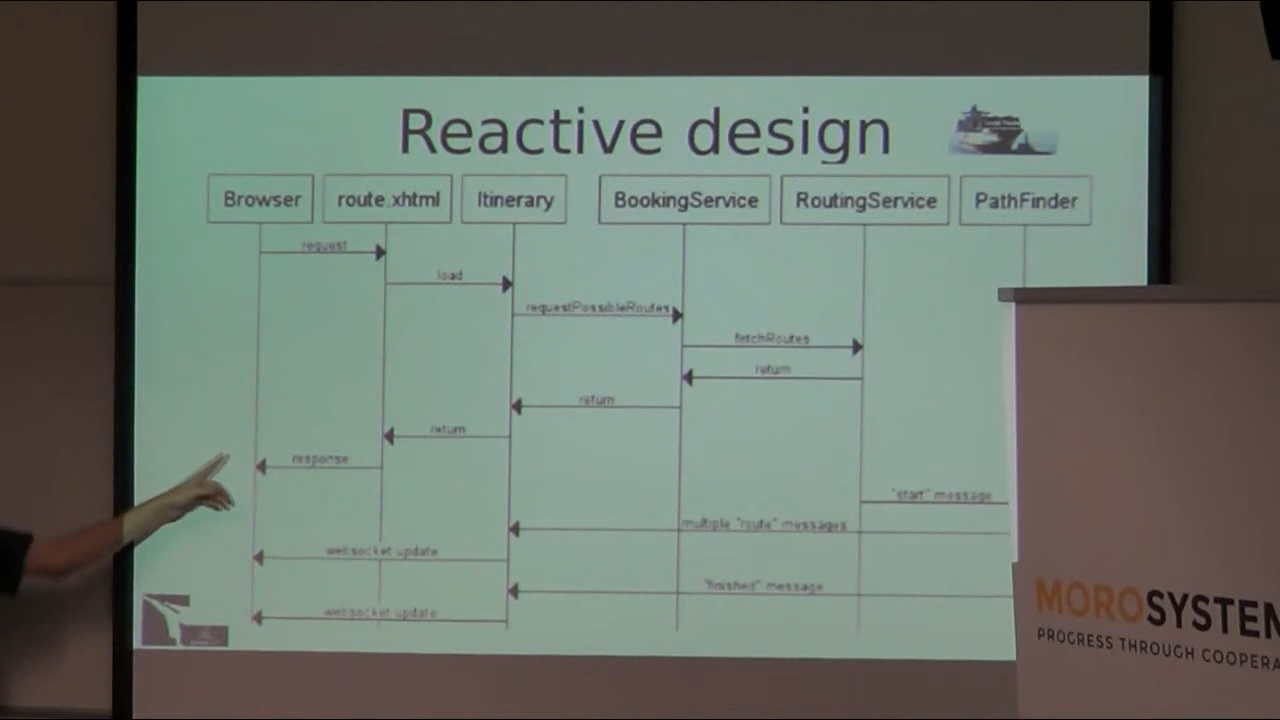 Reactive design
Browser route.xhtml Itinerary BookingService RoutingService PathFinder
request
load
requestPossibleRoutes
fetchRoutes
return
return
return
response
"start" message
multiple "route" messages
websocket update
"finished" message
websocket update
MOROSYSTEM
PROGRESS THROUGH COOPERA